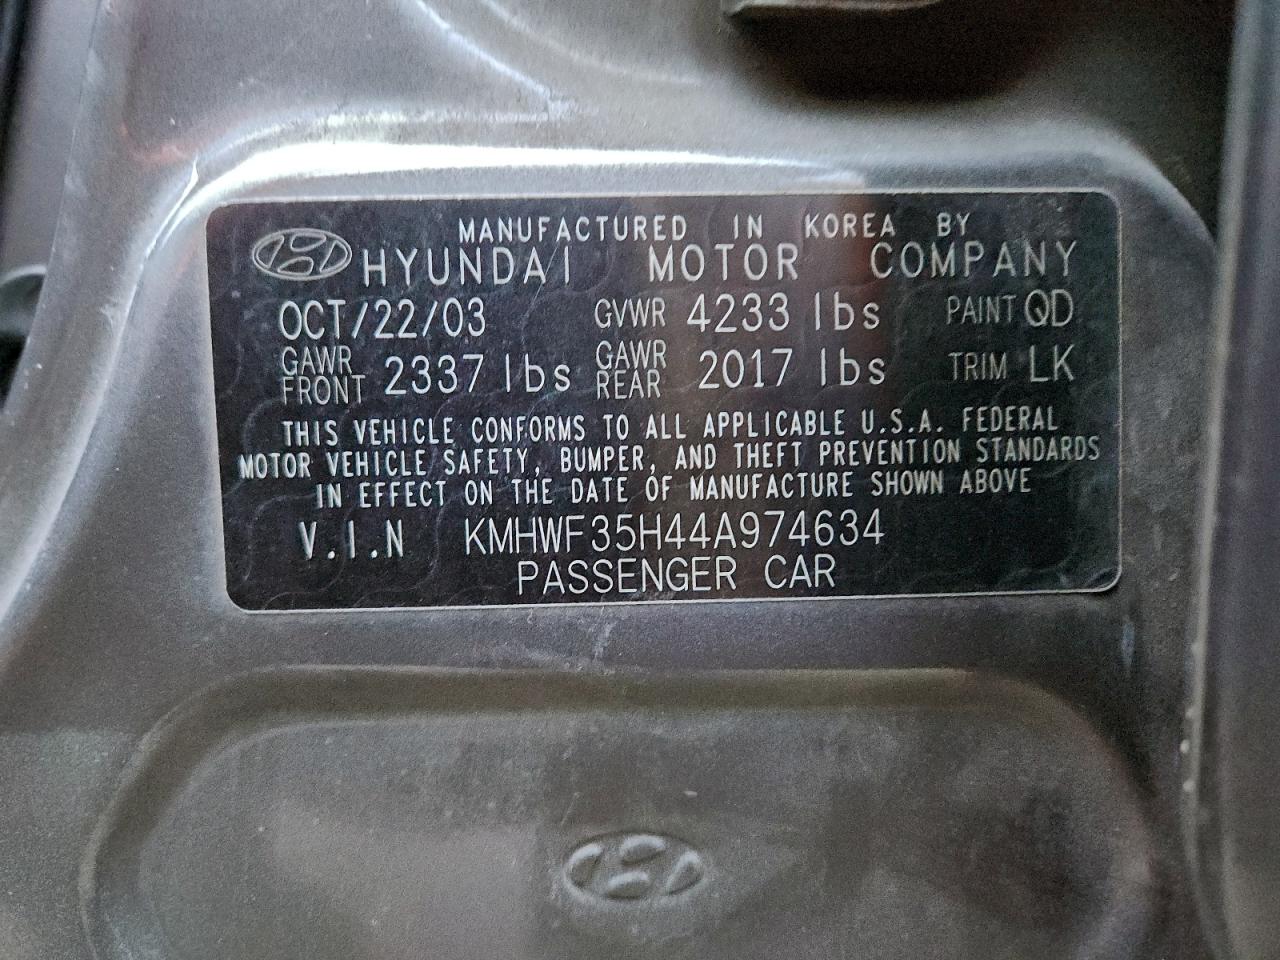 MANUFACTURED IN KOREA BY
HYUNDAI MOTOR COMPANY
OCT/22/03 GVWR 4233 lbs PAINT QD
GAWR FRONT 2337 lbs GAWR REAR 2017 lbs TRIM LK
THIS VEHICLE CONFORMS TO ALL APPLICABLE U.S.A. FEDERAL
MOTOR VEHICLE SAFETY, BUMPER, AND THEFT PREVENTION STANDARDS
IN EFFECT ON THE DATE OF MANUFACTURE SHOWN ABOVE
V.I.N KMHWF35H44A974634
PASSENGER CAR